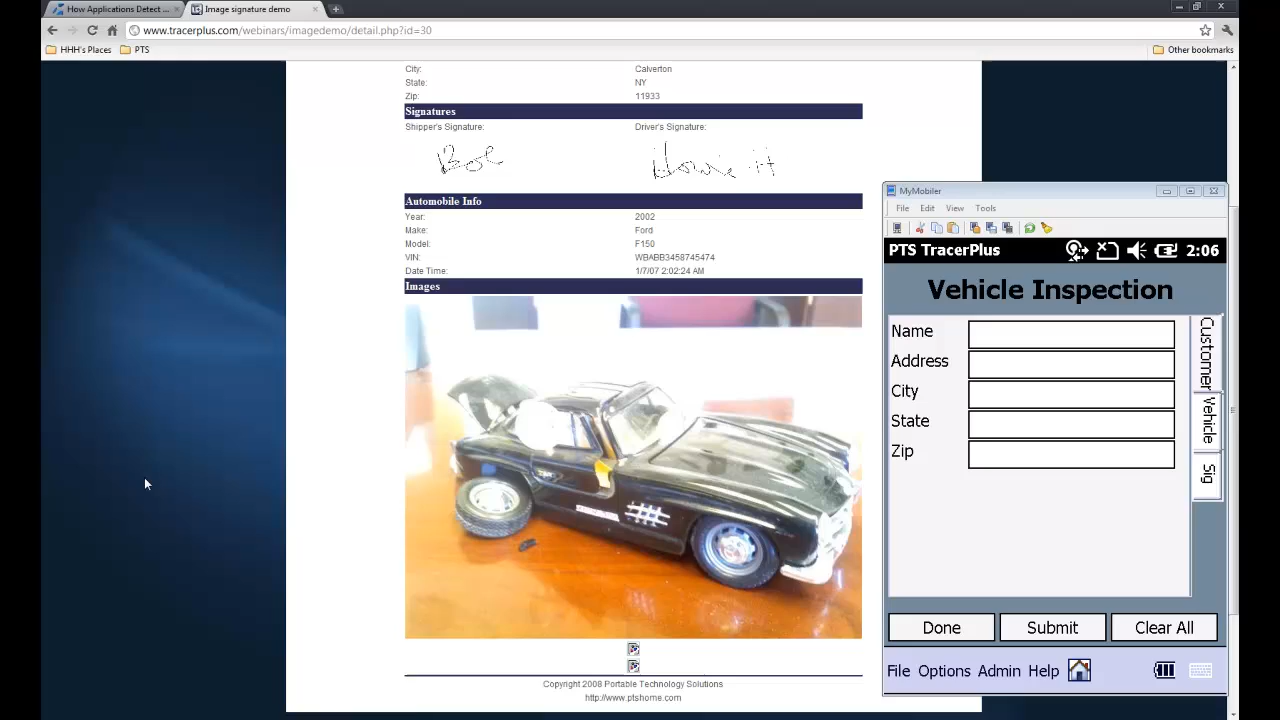 How Applications Detect ...
Image signature demo
www.tracerplus.com/webinars/imagedemo/detail.php?id=30
HHH's Places
PTS
Other bookmarks
City: Calverton
State: NY
Zip: 11933
Signatures
Shipper's Signature: Driver's Signature:
Bob
Automobile Info
Year: 2002
Make: Ford
Model: F150
VIN: WBABB3458745474
Date Time: 1/7/07 2:02:24 AM
Images
Copyright 2008 Portable Technology Solutions
http://www.ptshome.com
MyMobiler
File Edit View Tools
PTS TracerPlus 2:06
Vehicle Inspection
Name
Address
City
State
Zip
Customer
Vehicle
Sig
Done Submit Clear All
File Options Admin Help